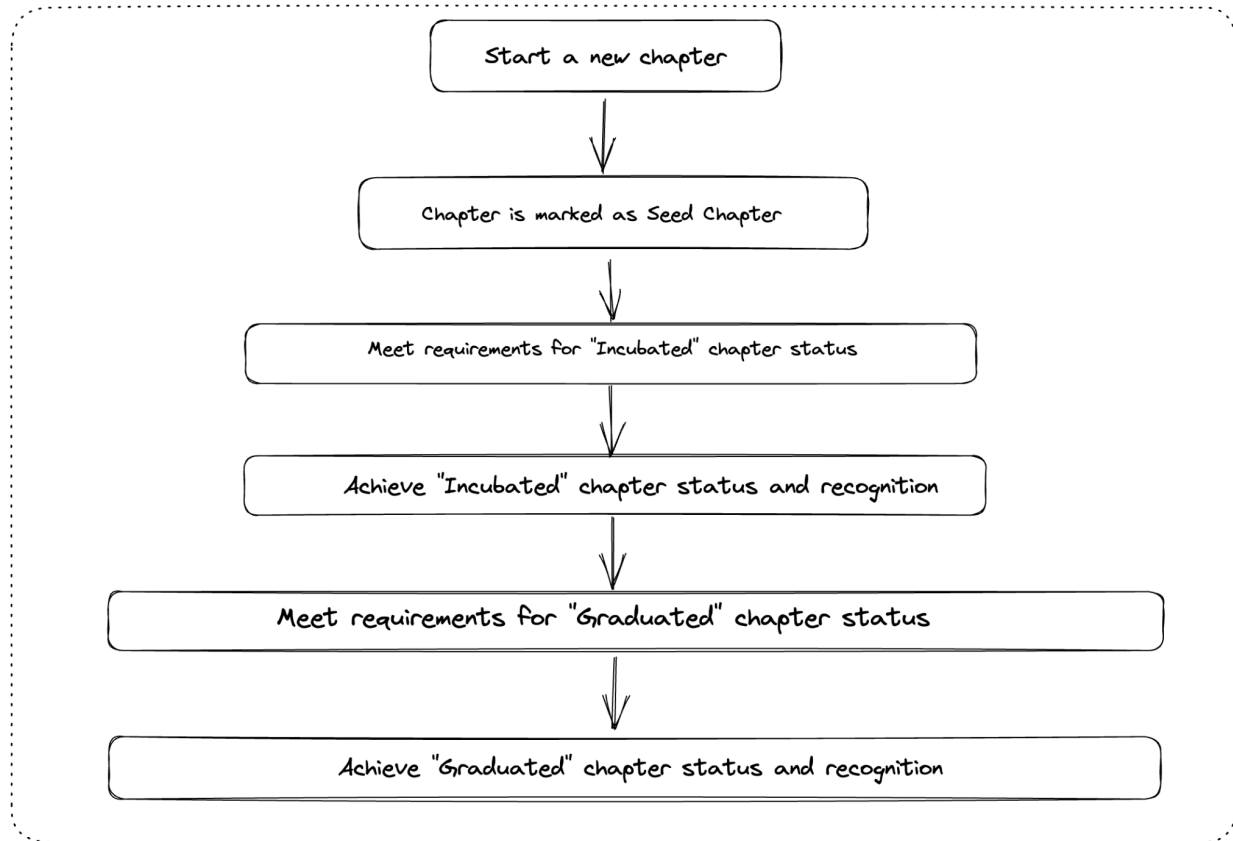 Start a new chapter
Chapter is marked as Seed Chapter
Meet requirements for "Incubated" chapter status
Achieve "Incubated" chapter status and recognition
Meet requirements for "Graduated" chapter status
Achieve "Graduated" chapter status and recognition